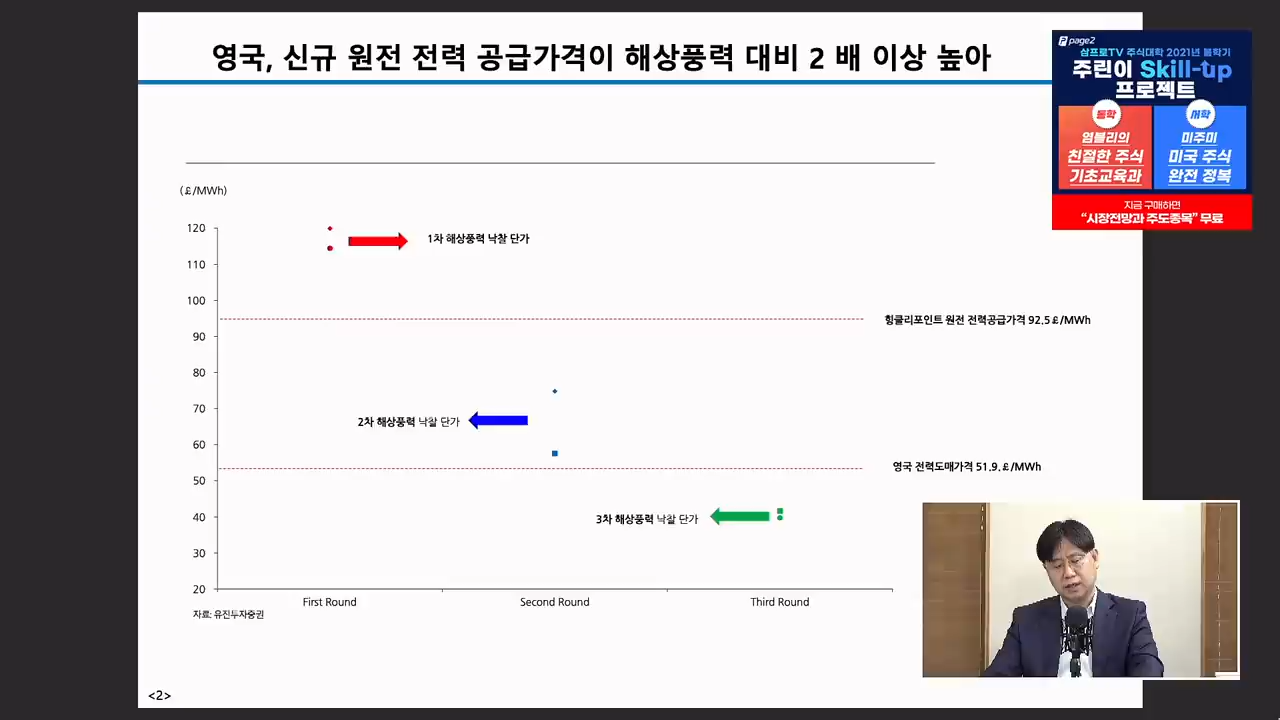 영국, 신규 원전 전력 공급가격이 해상풍력 대비 2 배 이상 높아
page2
삼프로TV 주식대학 2021년 봄학기
주린이 Skill-up
프로젝트
동학
염블리의
친절한 주식
기초교육과
서학
미주미
미국 주식
완전 정복
지금 구매하면
“시장전망과 주도종목” 무료
(£/MWh)
120
110
100
90
80
70
60
50
40
30
20
1차 해상풍력 낙찰 단가
힝클리포인트 원전 전력공급가격 92.5£/MWh
2차 해상풍력 낙찰 단가
영국 전력도매가격 51.9.£/MWh
3차 해상풍력 낙찰 단가
First Round
Second Round
Third Round
자료: 유진투자증권
<2>